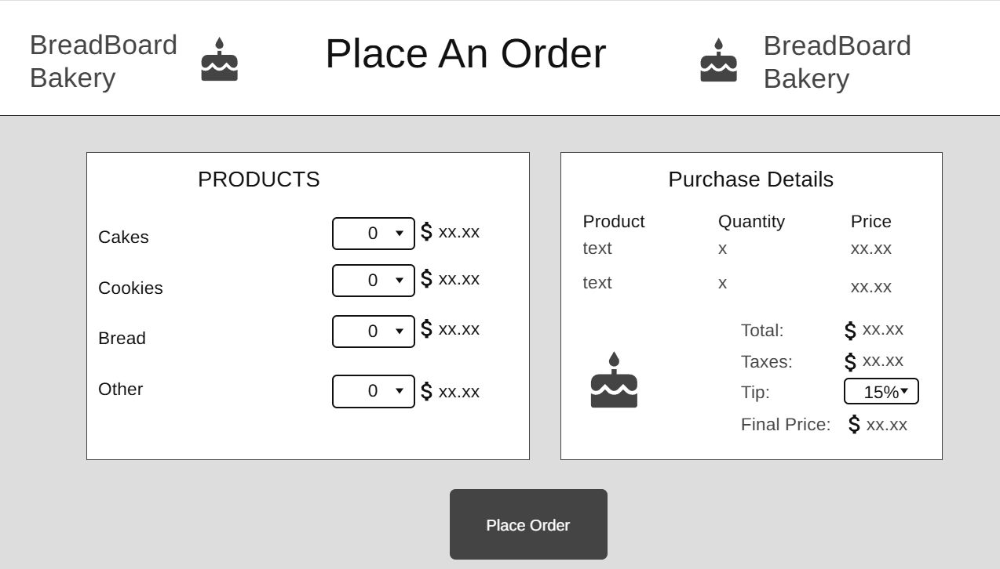 BreadBoard
Bakery
Place An Order
BreadBoard
Bakery
PRODUCTS
Cakes 0 $ xx.xx
Cookies 0 $ xx.xx
Bread 0 $ xx.xx
Other 0 $ xx.xx
Purchase Details
Product Quantity Price
text x xx.xx
text x xx.xx
Total: $ xx.xx
Taxes: $ xx.xx
Tip: 15%
Final Price: $ xx.xx
Place Order